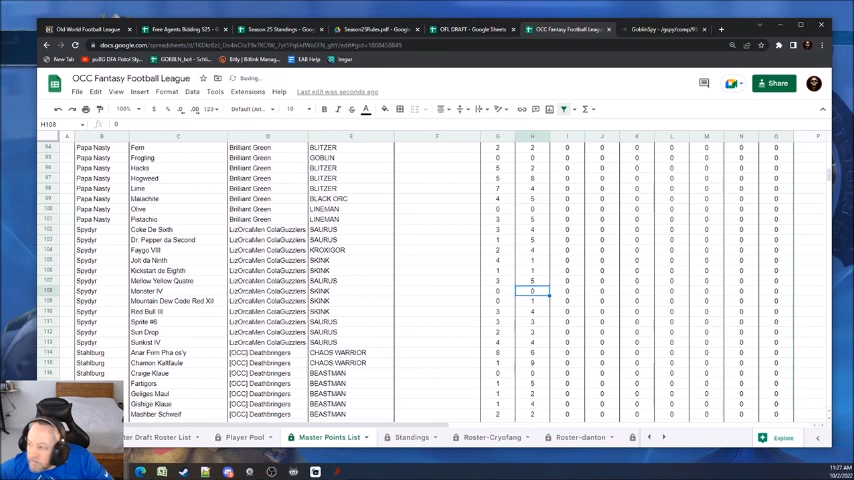 Old World Football League
Free Agents Bidding S25 - G
Season 25 Standings - Google Sh
Season25Rules.pdf - Google
OFL DRAFT - Google Sheets
OCC Fantasy Football League
GoblinSpy - /gspy/comp/93
docs.google.com/spreadsheets/d/
New Tab
puBG DFA Pistol Sty
GOBBLN_bot - Strikin
Bitly | Bitlink Manag
EAB Help
Imgur
OCC Fantasy Football League
Saving...
File Edit View Insert Format Data Tools Extensions Help Last edit was seconds ago
Share
100% $ % .0 .00 123 Default (Ari... 10 B I S A
H108 fx 0
A B C D E F G H I J K L M N O P
94 Papa Nasty Fern Brilliant Green BLITZER 2 2 0 0 0 0 0 0 0
95 Papa Nasty Frogling Brilliant Green GOBLIN 0 0 0 0 0 0 0 0 0
96 Papa Nasty Hacks Brilliant Green BLITZER 5 2 0 0 0 0 0 0 0
97 Papa Nasty Hogweed Brilliant Green BLITZER 5 8 0 0 0 0 0 0 0
98 Papa Nasty Lime Brilliant Green BLITZER 7 4 0 0 0 0 0 0 0
99 Papa Nasty Malachite Brilliant Green BLACK ORC 4 5 0 0 0 0 0 0 0
100 Papa Nasty Olive Brilliant Green LINEMAN 0 0 0 0 0 0 0 0 0
101 Papa Nasty Pistachio Brilliant Green LINEMAN 3 5 0 0 0 0 0 0 0
102 Spydyr Coke De Sixth LizOrcaMen ColaGuzzlers SAURUS 3 4 0 0 0 0 0 0 0
103 Spydyr Dr. Pepper da Second LizOrcaMen ColaGuzzlers SAURUS 1 5 0 0 0 0 0 0 0
104 Spydyr Faygo VIII LizOrcaMen ColaGuzzlers KROXIGOR 2 4 0 0 0 0 0 0 0
105 Spydyr Jolt da Ninth LizOrcaMen ColaGuzzlers SKINK 4 1 0 0 0 0 0 0 0
106 Spydyr Kickstart de Eighth LizOrcaMen ColaGuzzlers SKINK 1 1 0 0 0 0 0 0 0
107 Spydyr Mellow Yellow Quatre LizOrcaMen ColaGuzzlers SAURUS 3 5 0 0 0 0 0 0 0
108 Spydyr Monster IV LizOrcaMen ColaGuzzlers SKINK 0 0 0 0 0 0 0 0 0
109 Spydyr Mountain Dew Code Red XII LizOrcaMen ColaGuzzlers SKINK 0 1 0 0 0 0 0 0 0
110 Spydyr Red Bull III LizOrcaMen ColaGuzzlers SKINK 3 4 0 0 0 0 0 0 0
111 Spydyr Sprite #6 LizOrcaMen ColaGuzzlers SAURUS 3 3 0 0 0 0 0 0 0
112 Spydyr Sun Drop LizOrcaMen ColaGuzzlers SAURUS 2 3 0 0 0 0 0 0 0
113 Spydyr Sunkist IV LizOrcaMen ColaGuzzlers SAURUS 4 4 0 0 0 0 0 0 0
114 Stahlburg Anar Frim Pha os'y [OCC] Deathbringers CHAOS WARRIOR 8 6 0 0 0 0 0 0 0
115 Stahlburg Chamon Kaltfaule [OCC] Deathbringers CHAOS WARRIOR 1 9 0 0 0 0 0 0 0
116 Stahlburg Craige Klaue [OCC] Deathbringers BEASTMAN 0 0 0 0 0 0 0 0 0
Fartigors [OCC] Deathbringers BEASTMAN 1 5 0 0 0 0 0 0 0
Geliges Maul [OCC] Deathbringers BEASTMAN 1 2 0 0 0 0 0 0 0
Gishige Klaue [OCC] Deathbringers BEASTMAN 1 4 0 0 0 0 0 0 0
Mashber Schweif [OCC] Deathbringers BEASTMAN 2 2 0 0 0 0 0 0 0
ter Draft Roster List Player Pool Master Points List Standings Roster-Cryofang Roster-danton Explore
11:27 AM
10/2/2022